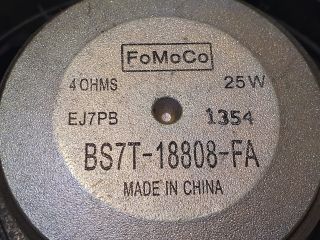 FoMoCo
4 OHMS 25W
EJ7PB 1354
BS7T-18808-FA
MADE IN CHINA